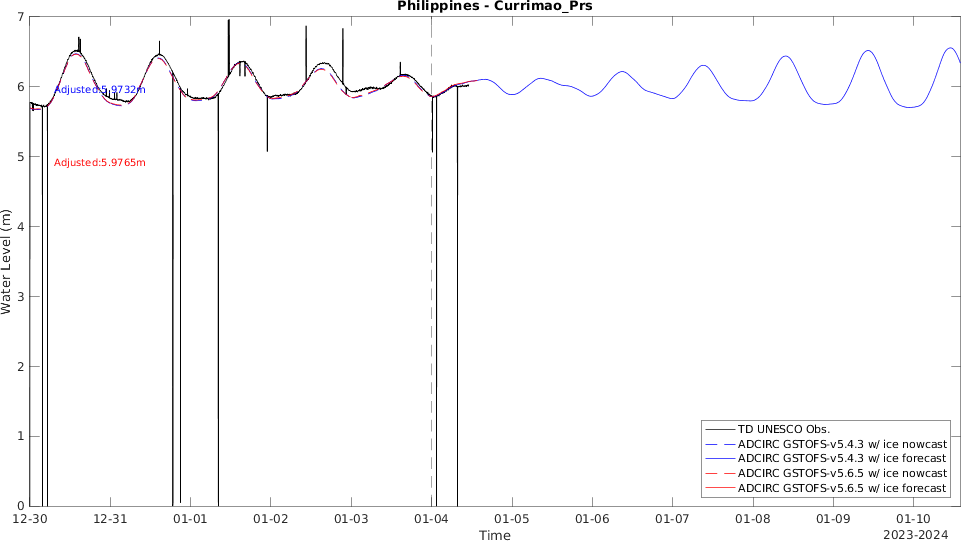 Philippines - Currimao_Prs
7
6
5
4
3
2
1
0
Water Level (m)
Adjusted:5.9732m
Adjusted:5.9765m
TD UNESCO Obs.
ADCIRC GSTOFS-v5.4.3 w/ ice nowcast
ADCIRC GSTOFS-v5.4.3 w/ ice forecast
ADCIRC GSTOFS-v5.6.5 w/ ice nowcast
ADCIRC GSTOFS-v5.6.5 w/ ice forecast
12-30 12-31 01-01 01-02 01-03 01-04 01-05 01-06 01-07 01-08 01-09 01-10
Time
2023-2024